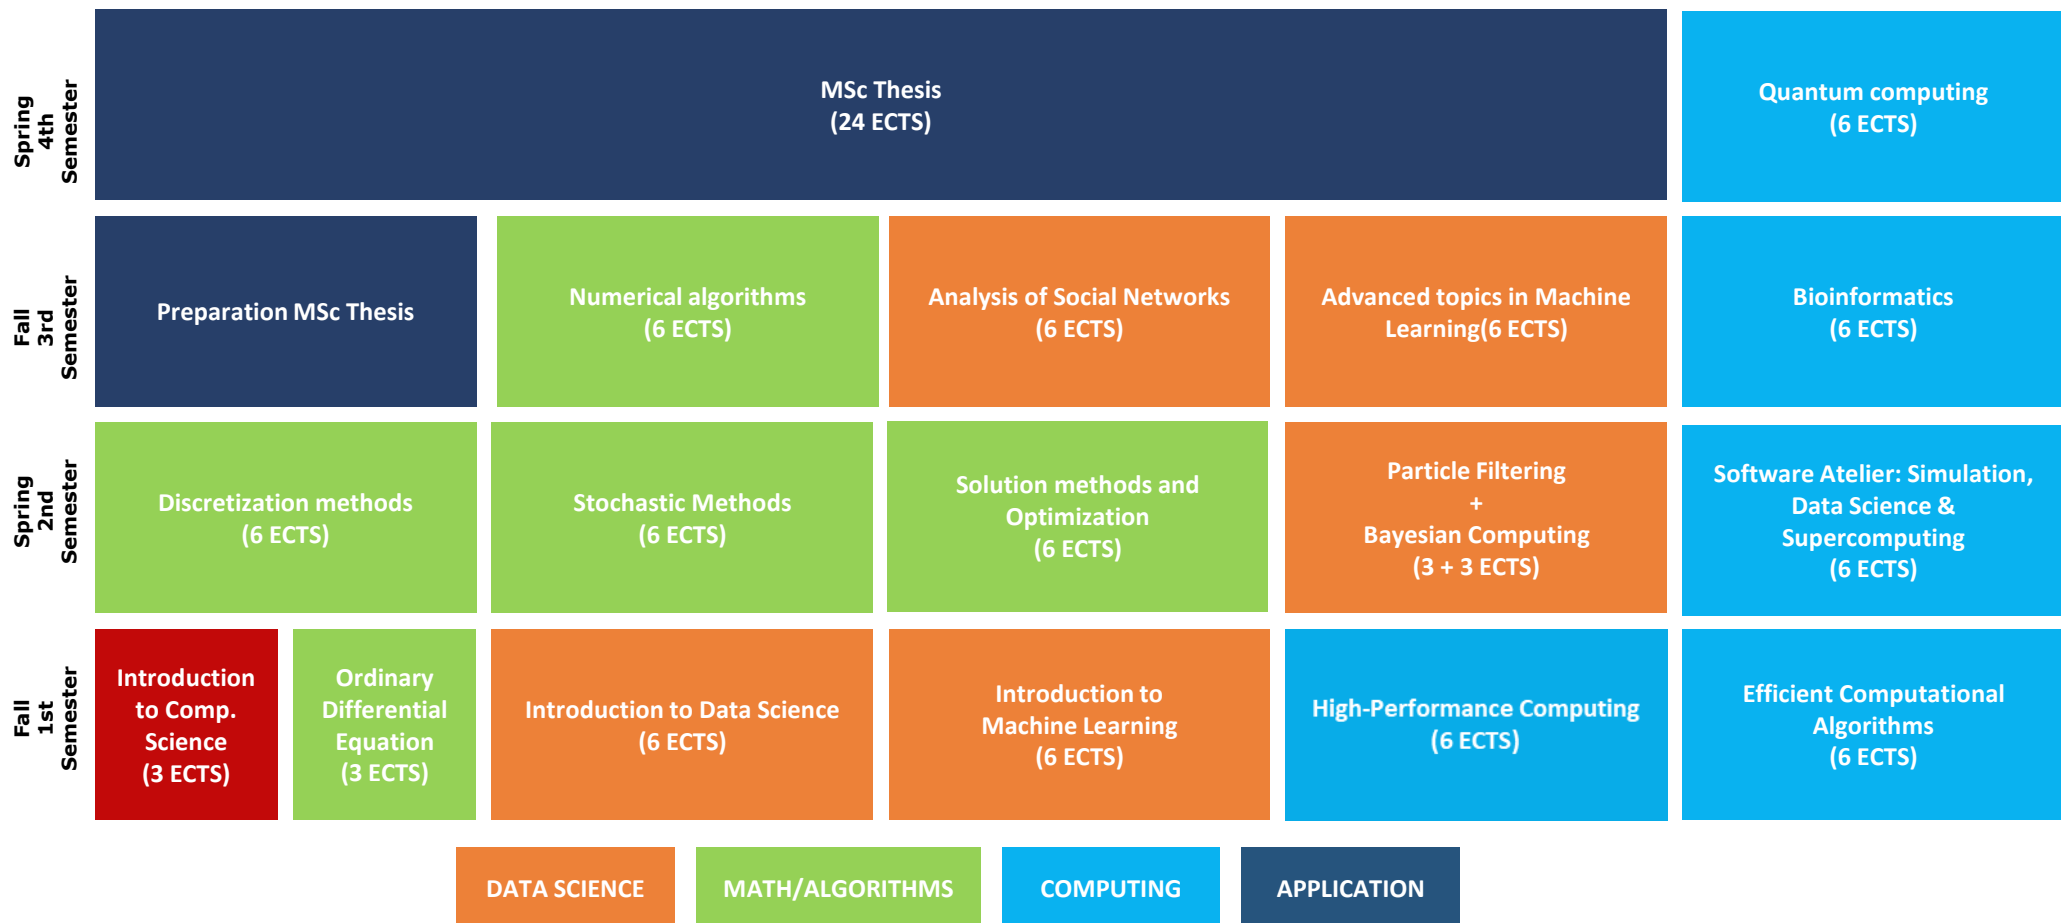 Spring
4th
Semester
MSc Thesis
(24 ECTS)
Quantum computing
(6 ECTS)
Fall
3rd
Semester
Preparation MSc Thesis
Numerical algorithms
(6 ECTS)
Analysis of Social Networks
(6 ECTS)
Advanced topics in Machine
Learning(6 ECTS)
Bioinformatics
(6 ECTS)
Spring
2nd
Semester
Discretization methods
(6 ECTS)
Stochastic Methods
(6 ECTS)
Solution methods and
Optimization
(6 ECTS)
Particle Filtering
+
Bayesian Computing
(3 + 3 ECTS)
Software Atelier: Simulation,
Data Science &
Supercomputing
(6 ECTS)
Fall
1st
Semester
Introduction
to Comp.
Science
(3 ECTS)
Ordinary
Differential
Equation
(3 ECTS)
Introduction to Data Science
(6 ECTS)
Introduction to
Machine Learning
(6 ECTS)
High-Performance Computing
(6 ECTS)
Efficient Computational
Algorithms
(6 ECTS)
DATA SCIENCE
MATH/ALGORITHMS
COMPUTING
APPLICATION